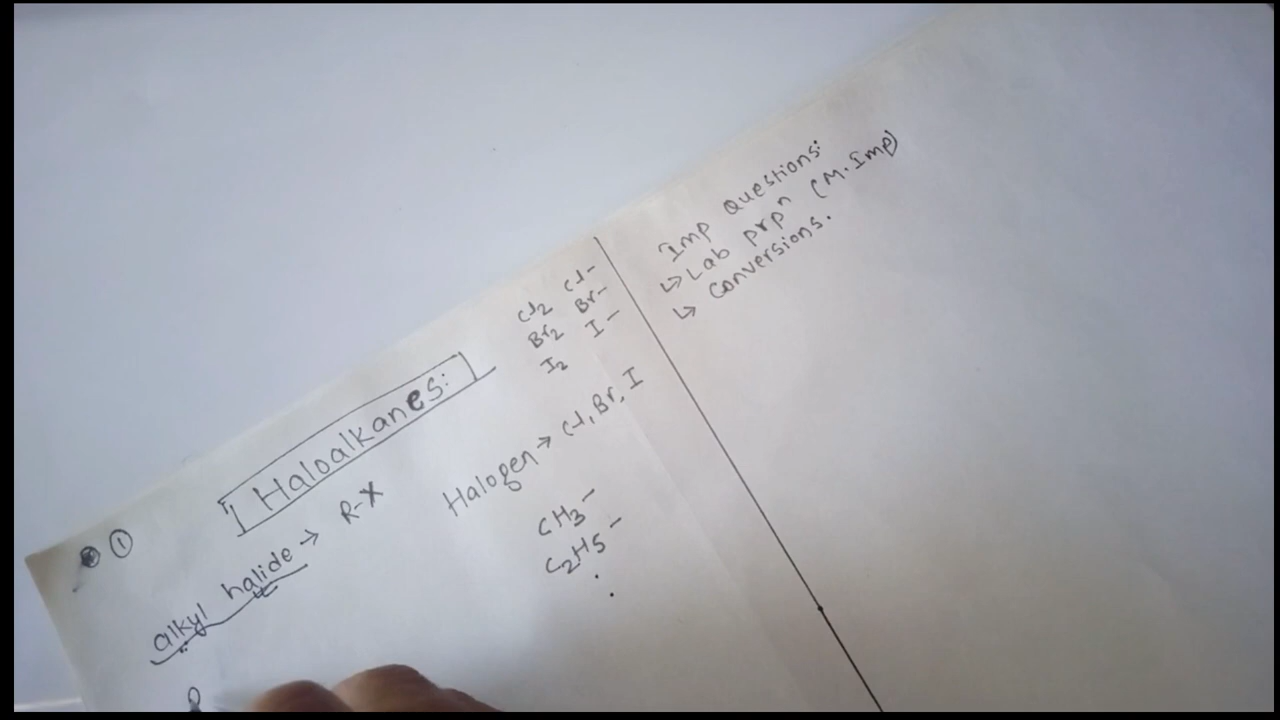 ①
Haloalkanes:
alkyl halide → R-X
Cl2 Cl-
Br2 Br-
I2 I-
Halogen → Cl, Br, I
CH3-
C2H5-
Imp Questions:
↳ Lab prpn (M.Imp)
↳ Conversions.